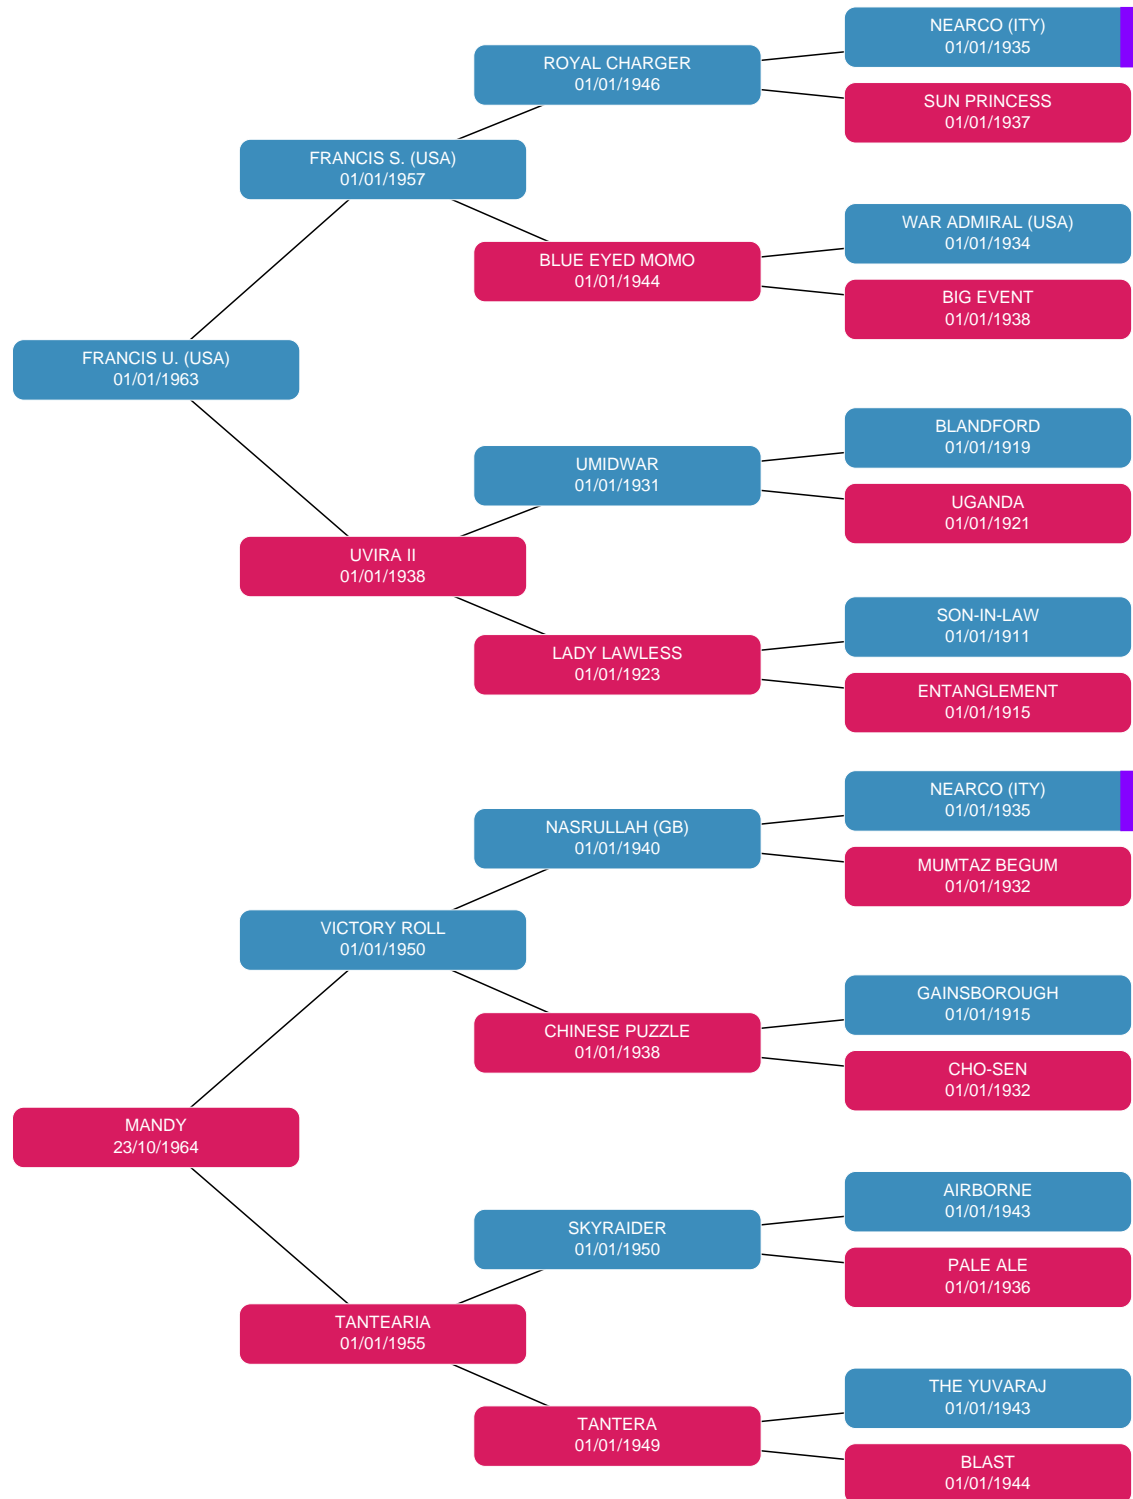 NEARCO (ITY)
01/01/1935
ROYAL CHARGER
01/01/1946
SUN PRINCESS
01/01/1937
FRANCIS S. (USA)
01/01/1957
WAR ADMIRAL (USA)
01/01/1934
BLUE EYED MOMO
01/01/1944
BIG EVENT
01/01/1938
FRANCIS U. (USA)
01/01/1963
BLANDFORD
01/01/1919
UMIDWAR
01/01/1931
UGANDA
01/01/1921
UVIRA II
01/01/1938
SON-IN-LAW
01/01/1911
LADY LAWLESS
01/01/1923
ENTANGLEMENT
01/01/1915
NEARCO (ITY)
01/01/1935
NASRULLAH (GB)
01/01/1940
MUMTAZ BEGUM
01/01/1932
VICTORY ROLL
01/01/1950
GAINSBOROUGH
01/01/1915
CHINESE PUZZLE
01/01/1938
CHO-SEN
01/01/1932
MANDY
23/10/1964
AIRBORNE
01/01/1943
SKYRAIDER
01/01/1950
PALE ALE
01/01/1936
TANTEARIA
01/01/1955
THE YUVARAJ
01/01/1943
TANTERA
01/01/1949
BLAST
01/01/1944